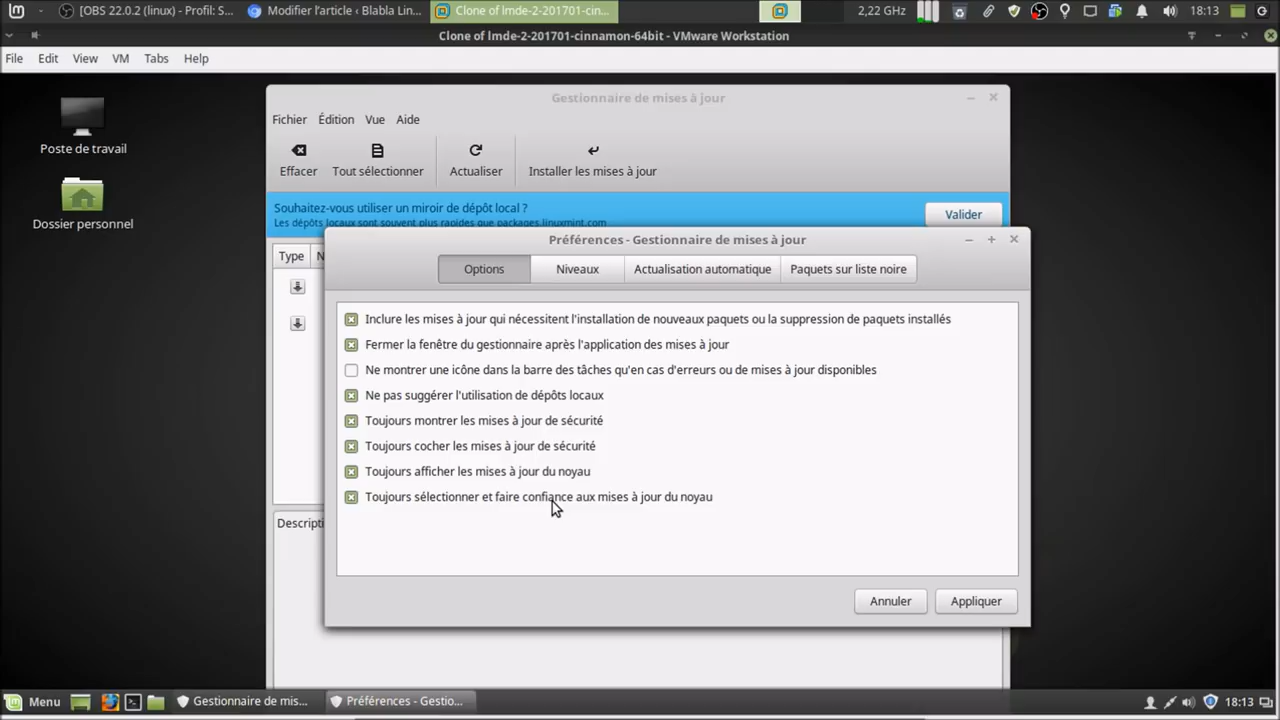 [OBS 22.0.2 (linux) - Profil: S...
Modifier l'article ‹ Blabla Lin...
Clone of lmde-2-201701-cin...
2,22 GHz
18:13
Clone of lmde-2-201701-cinnamon-64bit - VMware Workstation
File Edit View VM Tabs Help
Poste de travail
Dossier personnel
Gestionnaire de mises à jour
Fichier Édition Vue Aide
Effacer Tout sélectionner Actualiser Installer les mises à jour
Souhaitez-vous utiliser un miroir de dépôt local ?
Les dépôts locaux sont souvent plus rapides que packages.linuxmint.com
Valider
Type N
Préférences - Gestionnaire de mises à jour
Options Niveaux Actualisation automatique Paquets sur liste noire
Inclure les mises à jour qui nécessitent l'installation de nouveaux paquets ou la suppression de paquets installés
Fermer la fenêtre du gestionnaire après l'application des mises à jour
Ne montrer une icône dans la barre des tâches qu'en cas d'erreurs ou de mises à jour disponibles
Ne pas suggérer l'utilisation de dépôts locaux
Toujours montrer les mises à jour de sécurité
Toujours cocher les mises à jour de sécurité
Toujours afficher les mises à jour du noyau
Toujours sélectionner et faire confiance aux mises à jour du noyau
Descripti
Annuler Appliquer
Menu
Gestionnaire de mis...
Préférences - Gestio...
18:13